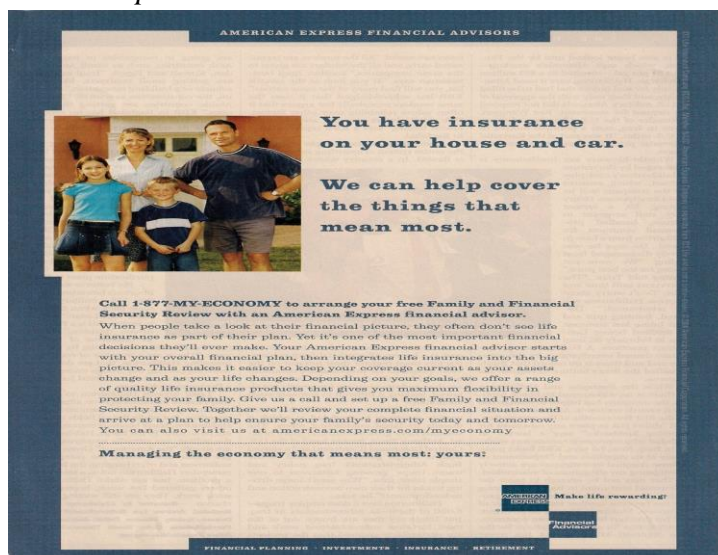 AMERICAN EXPRESS FINANCIAL ADVISORS
You have insurance
on your house and car.
We can help cover
the things that
mean most.
Call 1-877-MY-ECONOMY to arrange your free Family and Financial
Security Review with an American Express financial advisor.
When people take a look at their financial picture, they often don't see life
insurance as part of their plan. Yet it's one of the most important financial
decisions they'll ever make. Your American Express financial advisor starts
with your overall financial plan, then integrates life insurance into the big
picture. This makes it easier to keep your coverage current as your assets
change and as your life changes. Depending on your goals, we offer a range
of quality life insurance products that gives you maximum flexibility in
protecting your family. Give us a call and set up a free Family and Financial
Security Review. Together we'll review your complete financial situation and
arrive at a plan to help ensure your family's security today and tomorrow.
You can also visit us at americanexpress.com/myeconomy
Managing the economy that means most: yours:
AMERICAN
EXPRESS
Make life rewarding:
Financial
Advisors
FINANCIAL PLANNING · INVESTMENTS · INSURANCE · RETIREMENT